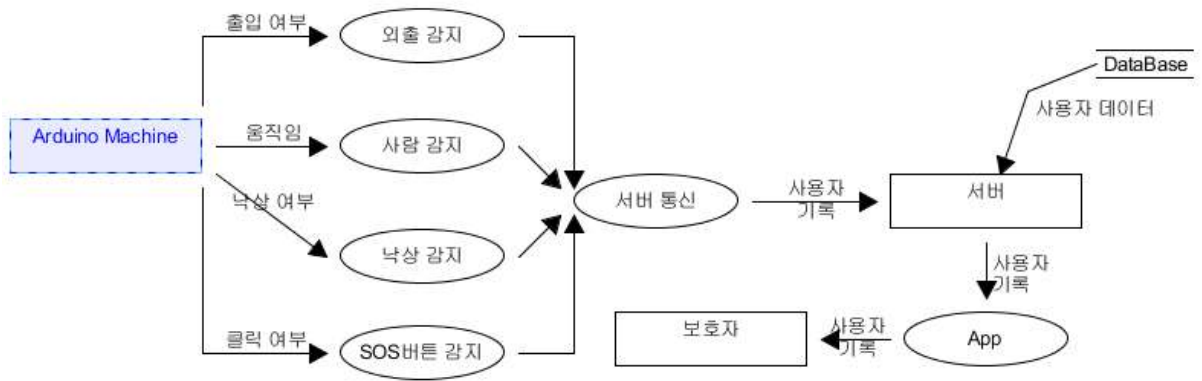 출입 여부
외출 감지
DataBase
사용자 데이터
Arduino Machine
움직임
사람 감지
서버 통신
사용자
기록
서버
낙상 여부
낙상 감지
사용자
기록
클릭 여부
SOS버튼 감지
보호자
사용자
기록
App